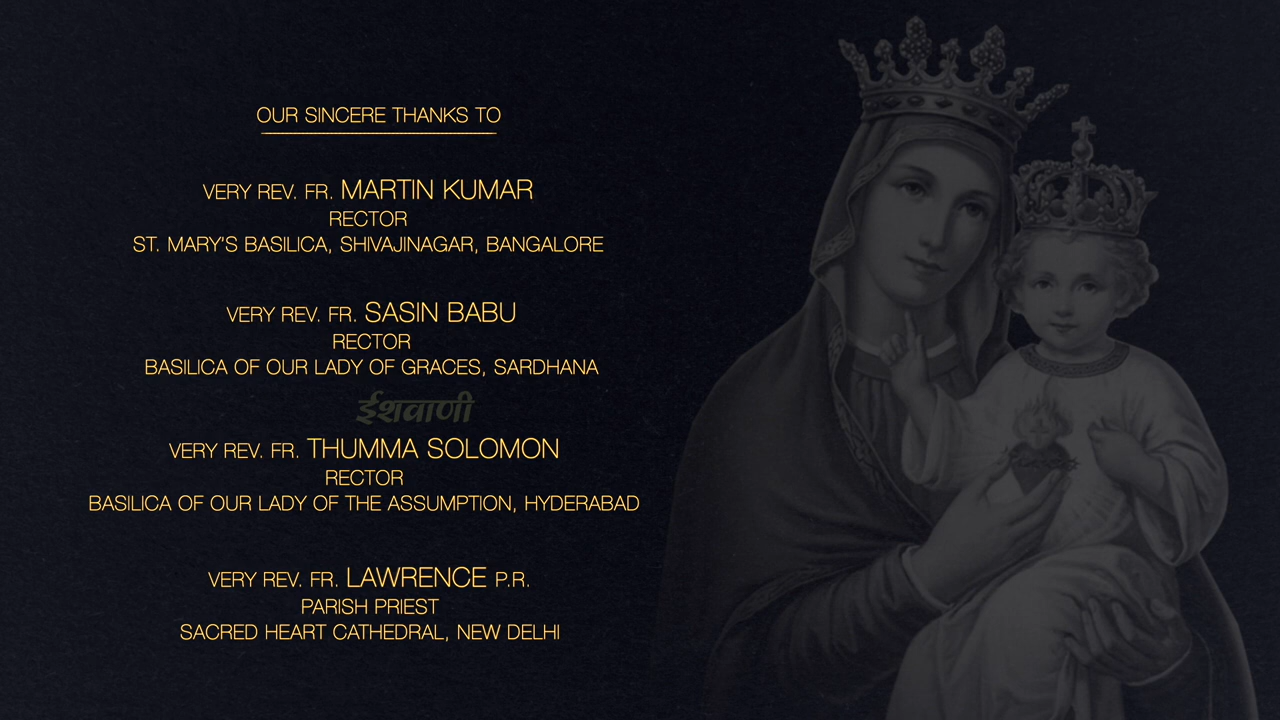 OUR SINCERE THANKS TO
VERY REV. FR. MARTIN KUMAR
RECTOR
ST. MARY'S BASILICA, SHIVAJINAGAR, BANGALORE
VERY REV. FR. SASIN BABU
RECTOR
BASILICA OF OUR LADY OF GRACES, SARDHANA
ईशवाणी
VERY REV. FR. THUMMA SOLOMON
RECTOR
BASILICA OF OUR LADY OF THE ASSUMPTION, HYDERABAD
VERY REV. FR. LAWRENCE P.R.
PARISH PRIEST
SACRED HEART CATHEDRAL, NEW DELHI